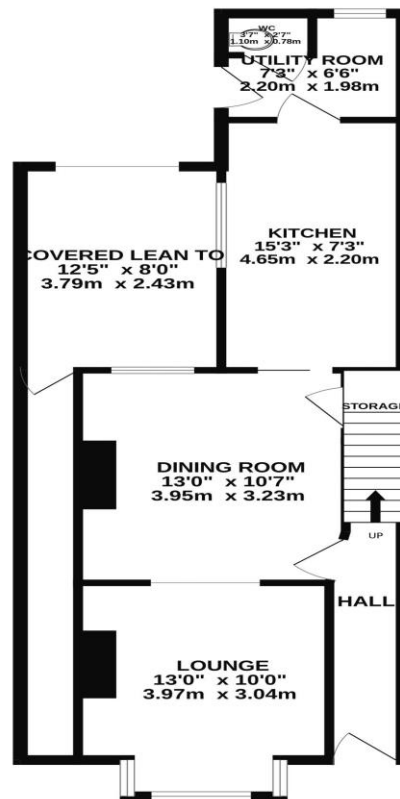 WC
3'7" x 2'7"
1.10m x 0.78m
UTILITY ROOM
7'3" x 6'6"
2.20m x 1.98m
KITCHEN
15'3" x 7'3"
4.65m x 2.20m
COVERED LEAN TO
12'5" x 8'0"
3.79m x 2.43m
STORAGE
DINING ROOM
13'0" x 10'7"
3.95m x 3.23m
UP
HALL
LOUNGE
13'0" x 10'0"
3.97m x 3.04m